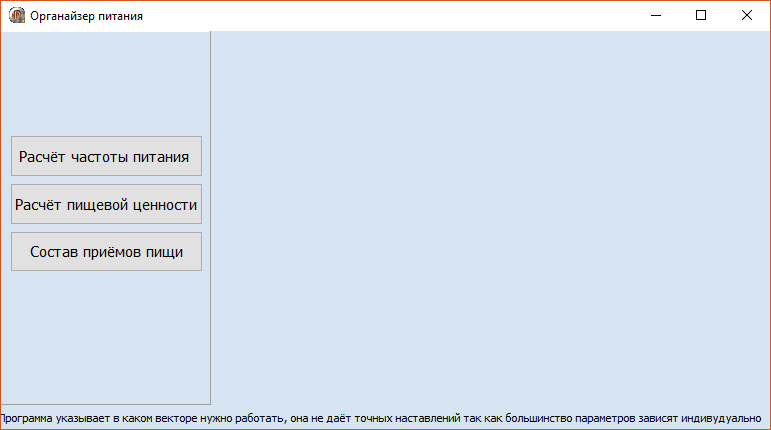 Органайзер питания
Расчёт частоты питания
Расчёт пищевой ценности
Состав приёмов пищи
Программа указывает в каком векторе нужно работать, она не даёт точных наставлений так как большинство параметров зависят индивудуально